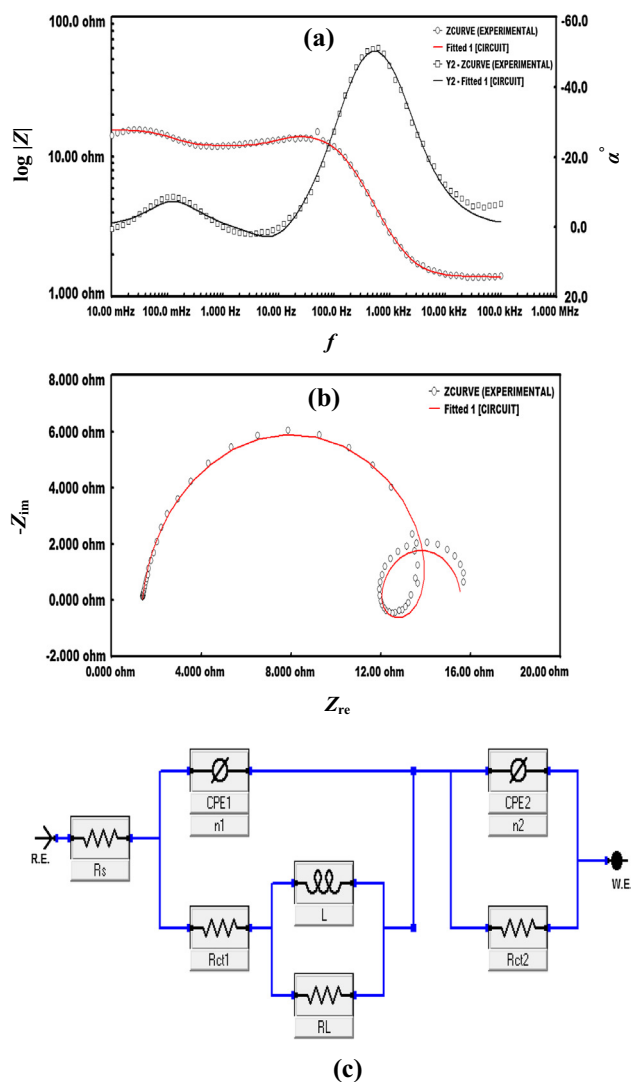 (a)
ZCURVE (EXPERIMENTAL)
Fitted 1 [CIRCUIT]
Y2 - ZCURVE (EXPERIMENTAL)
Y2 - Fitted 1 [CIRCUIT]
100.0 ohm
10.00 ohm
1.000 ohm
log |Z|
-60.0
-40.0
-20.0
0.0
20.0
α°
10.00 mHz 100.0 mHz 1.000 Hz 10.00 Hz 100.0 Hz 1.000 kHz 10.00 kHz 100.0 kHz 1.000 MHz
f
(b)
ZCURVE (EXPERIMENTAL)
Fitted 1 [CIRCUIT]
8.000 ohm
6.000 ohm
4.000 ohm
2.000 ohm
0.000 ohm
-2.000 ohm
-Zim
0.000 ohm 4.000 ohm 8.000 ohm 12.00 ohm 16.00 ohm 20.00 ohm
Zre
CPE1
n1
CPE2
n2
R.E.
Rs
L
W.E.
Rct1
Rct2
RL
(c)